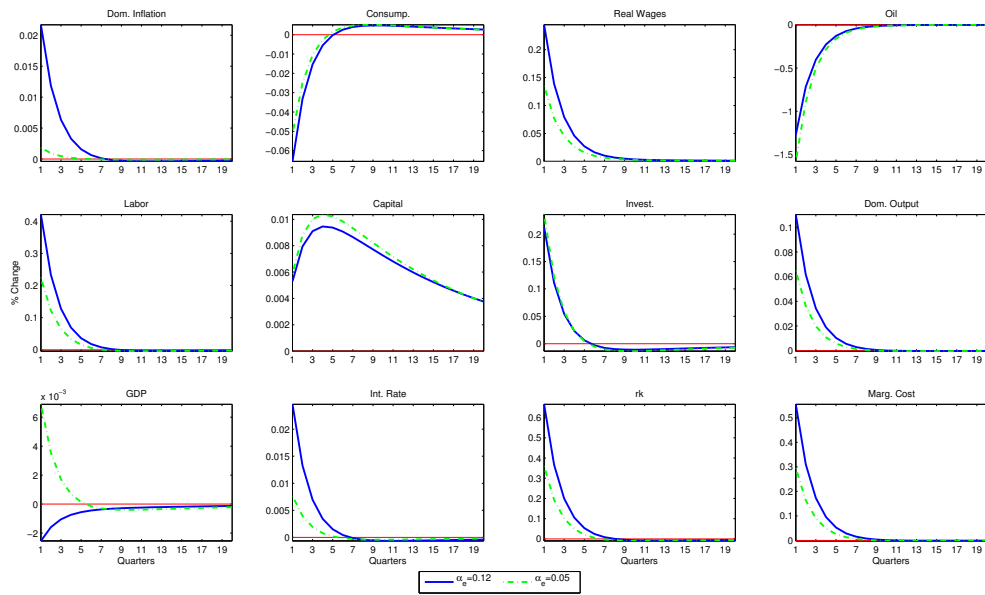 Dom. Inflation Consump. Real Wages Oil
0.02 0.015 0.01 0.005 0
1 3 5 7 9 11 13 15 17 19
0 −0.01 −0.02 −0.03 −0.04 −0.05 −0.06
1 3 5 7 9 11 13 15 17 19
0.2 0.15 0.1 0.05 0
1 3 5 7 9 11 13 15 17 19
0 −0.5 −1 −1.5
1 3 5 7 9 11 13 15 17 19
Labor Capital Invest. Dom. Output
% Change
0.4 0.3 0.2 0.1 0
1 3 5 7 9 11 13 15 17 19
0.01 0.008 0.006 0.004 0.002 0
1 3 5 7 9 11 13 15 17 19
0.2 0.15 0.1 0.05 0
1 3 5 7 9 11 13 15 17 19
0.1 0.08 0.06 0.04 0.02 0
1 3 5 7 9 11 13 15 17 19
GDP Int. Rate rk Marg. Cost
x 10⁻³
6 4 2 0 −2
1 3 5 7 9 11 13 15 17 19
0.02 0.015 0.01 0.005 0
1 3 5 7 9 11 13 15 17 19
0.6 0.5 0.4 0.3 0.2 0.1 0
1 3 5 7 9 11 13 15 17 19
0.5 0.4 0.3 0.2 0.1 0
1 3 5 7 9 11 13 15 17 19
Quarters Quarters Quarters Quarters
αₑ=0.12 αₑ=0.05